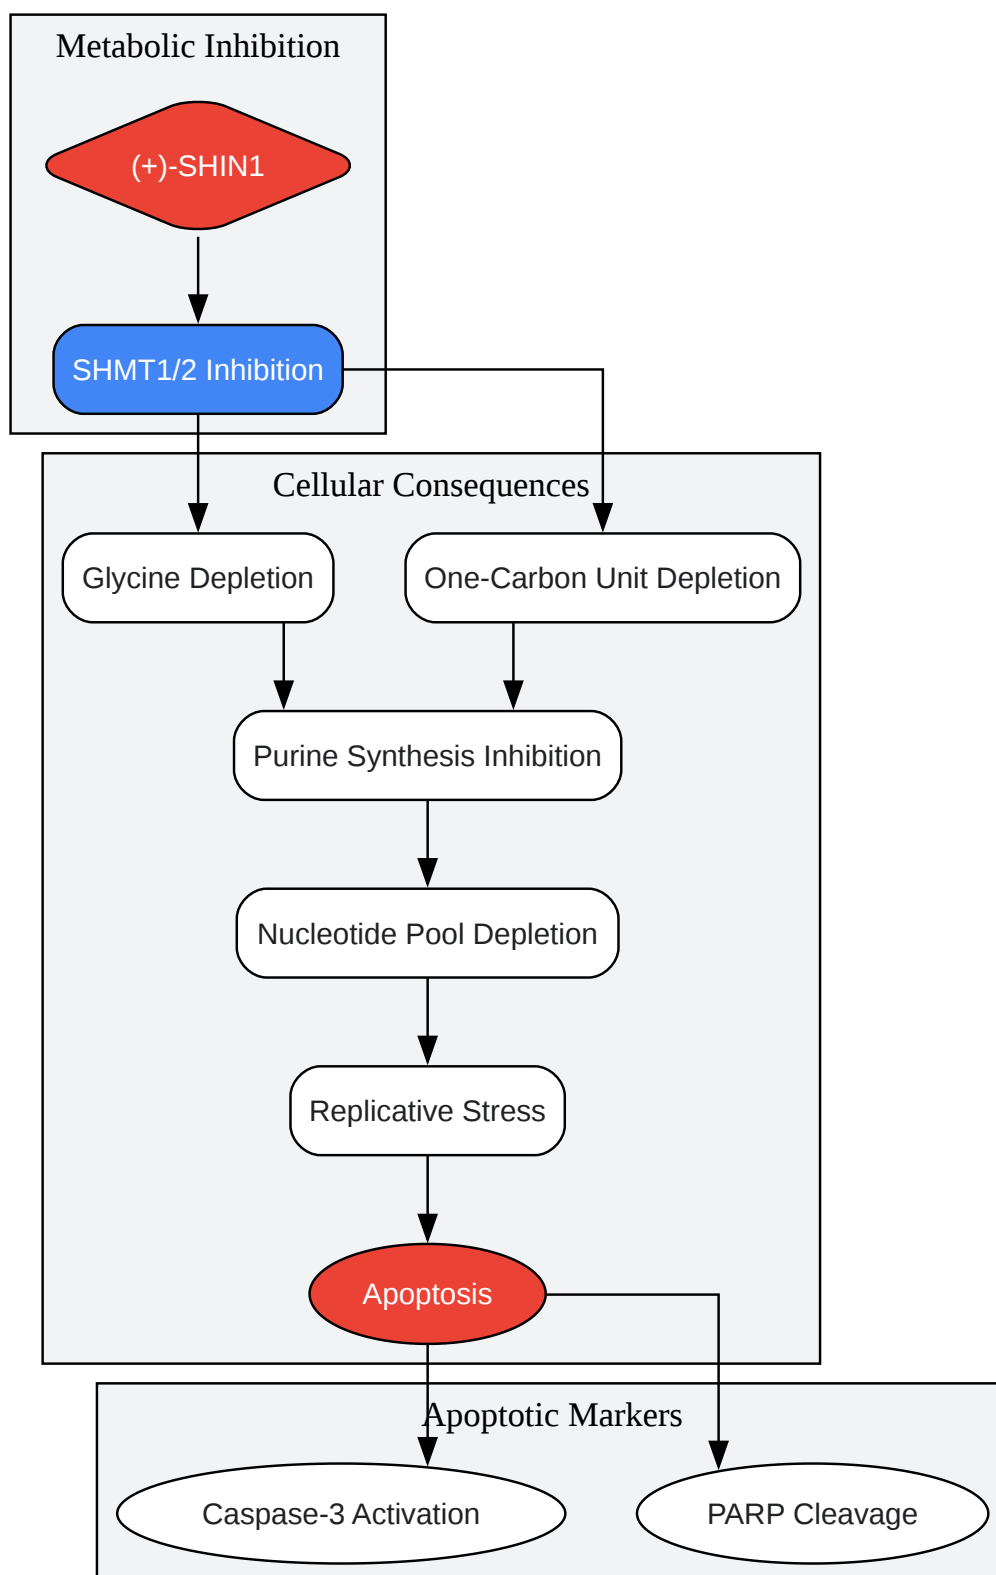 Metabolic Inhibition
(+)-SHIN1
SHMT1/2 Inhibition
Cellular Consequences
Glycine Depletion
One-Carbon Unit Depletion
Purine Synthesis Inhibition
Nucleotide Pool Depletion
Replicative Stress
Apoptosis
Apoptotic Markers
Caspase-3 Activation
PARP Cleavage